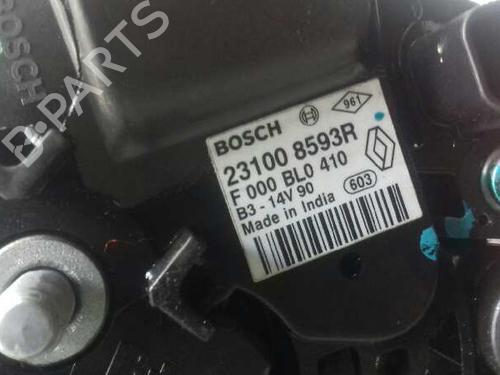 BOSCH
B-PARTS
BOSCH
961
23100 8593R
F 000 BL0 410
B3 - 14V 90
603
Made in India